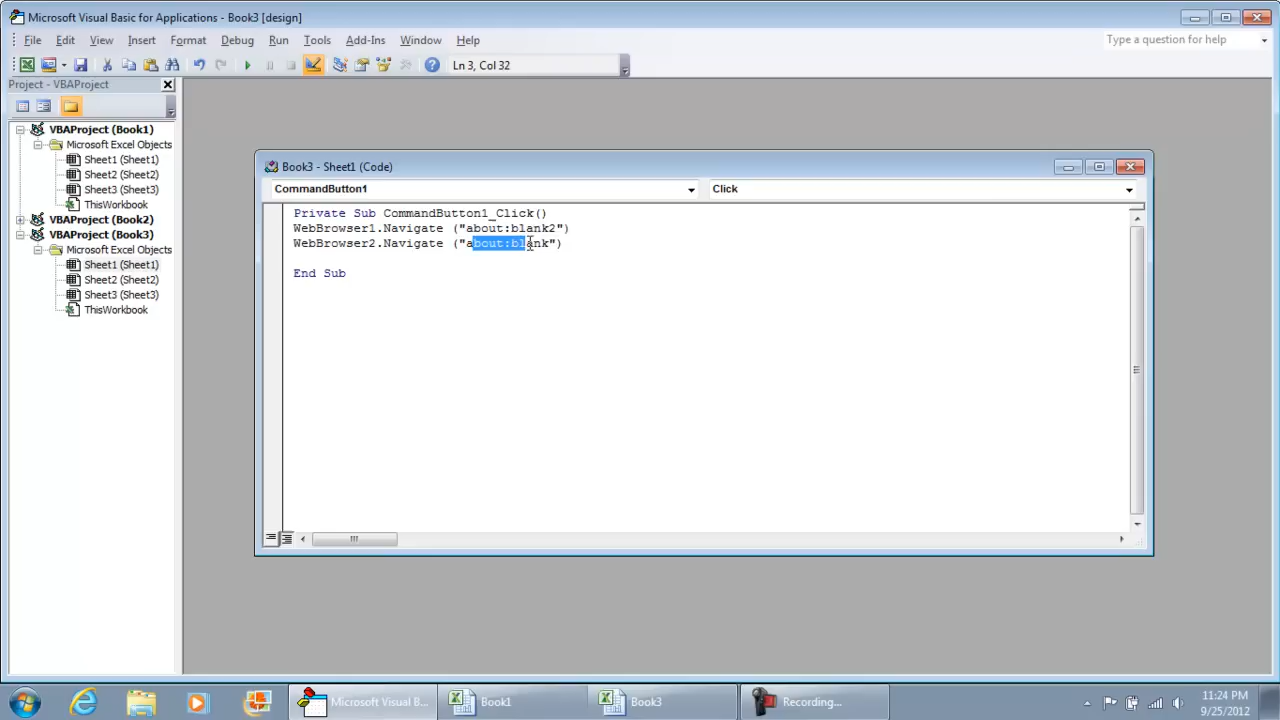 Microsoft Visual Basic for Applications - Book3 [design]
File Edit View Insert Format Debug Run Tools Add-Ins Window Help
Type a question for help
Ln 3, Col 32
Project - VBAProject
VBAProject (Book1)
Microsoft Excel Objects
Sheet1 (Sheet1)
Sheet2 (Sheet2)
Sheet3 (Sheet3)
ThisWorkbook
VBAProject (Book2)
VBAProject (Book3)
Microsoft Excel Objects
Sheet1 (Sheet1)
Sheet2 (Sheet2)
Sheet3 (Sheet3)
ThisWorkbook
Book3 - Sheet1 (Code)
CommandButton1
Click
Private Sub CommandButton1_Click()
WebBrowser1.Navigate ("about:blank2")
WebBrowser2.Navigate ("about:blank")
End Sub
Microsoft Visual B...
Book1
Book3
Recording...
11:24 PM
9/25/2012